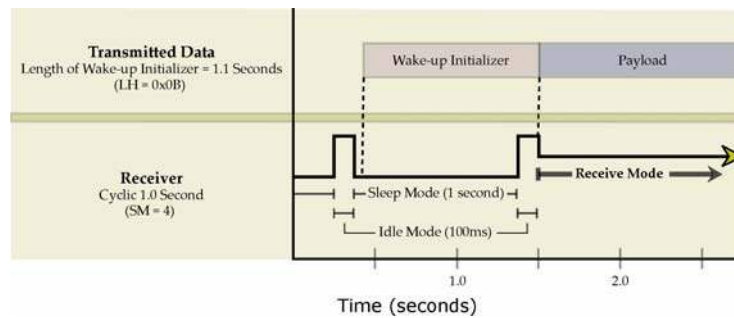 Transmitted Data
Length of Wake-up Initializer = 1.1 Seconds
(LH = 0x0B)
Wake-up Initializer
Payload
Receiver
Cyclic 1.0 Second
(SM = 4)
Sleep Mode (1 second)
Receive Mode
Idle Mode (100ms)
1.0
2.0
Time (seconds)